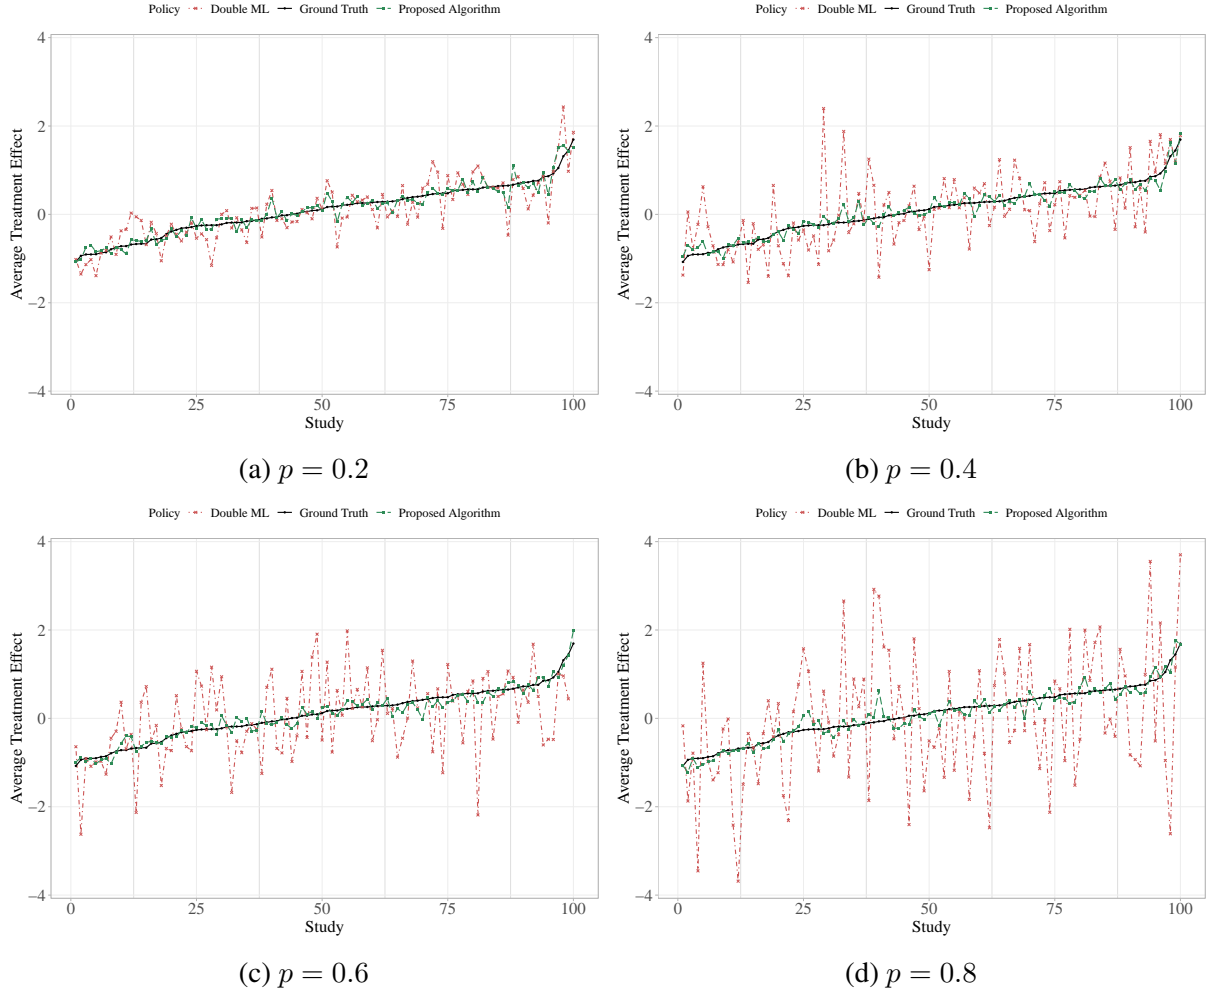 Policy Double ML Ground Truth Proposed Algorithm
4
2
0
−2
−4
Average Treatment Effect
0 25 50 75 100
Study
(a) p = 0.2
Policy Double ML Ground Truth Proposed Algorithm
4
2
0
−2
−4
Average Treatment Effect
0 25 50 75 100
Study
(b) p = 0.4
Policy Double ML Ground Truth Proposed Algorithm
4
2
0
−2
−4
Average Treatment Effect
0 25 50 75 100
Study
(c) p = 0.6
Policy Double ML Ground Truth Proposed Algorithm
4
2
0
−2
−4
Average Treatment Effect
0 25 50 75 100
Study
(d) p = 0.8